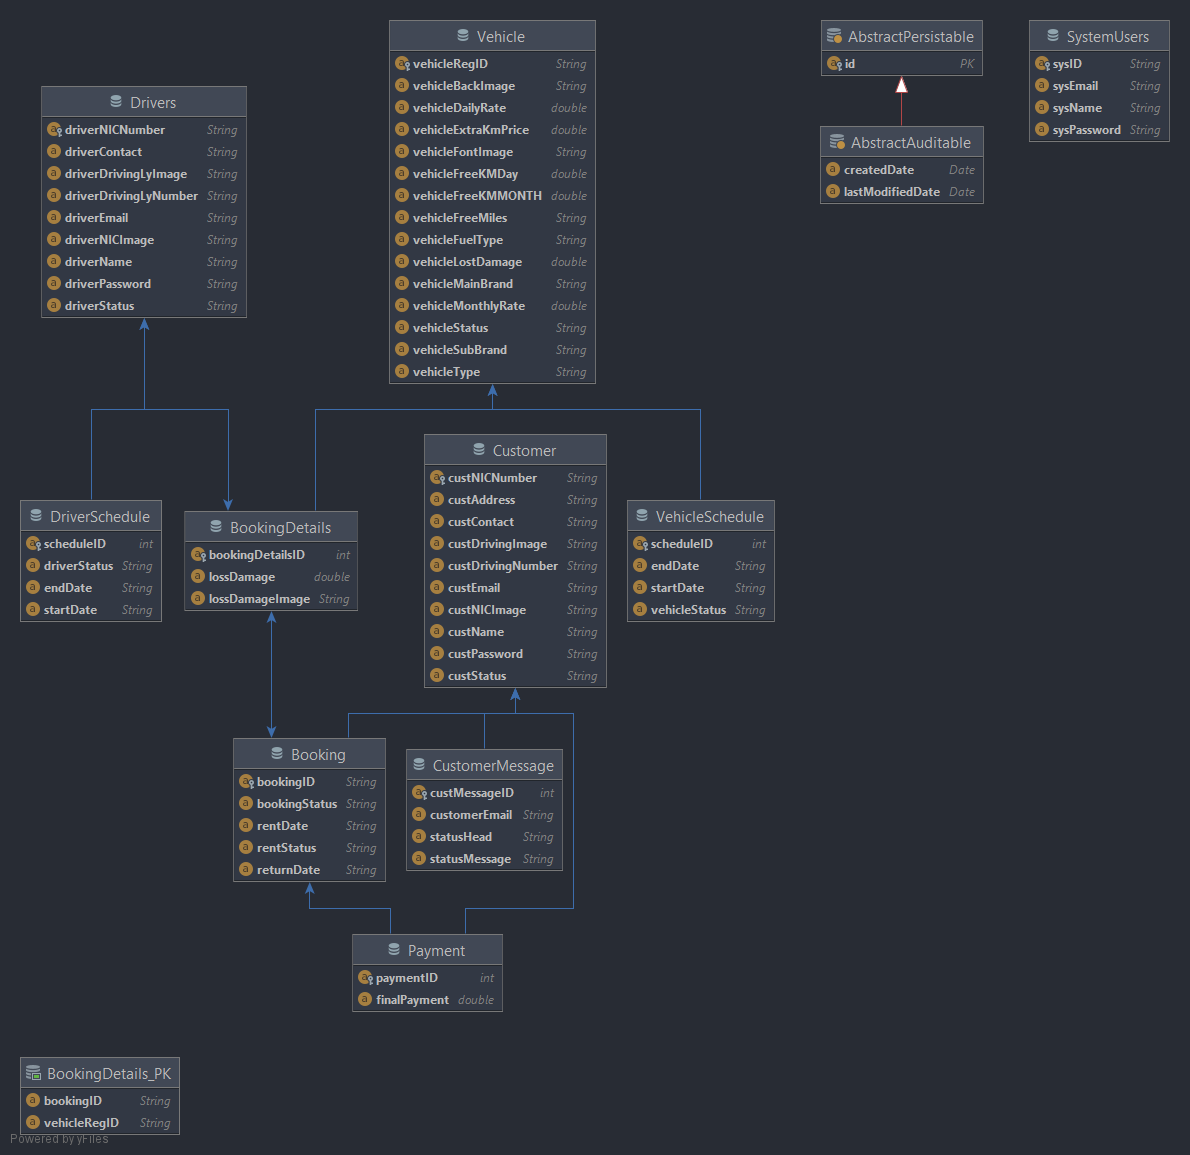 Vehicle
vehicleRegID String
vehicleBackImage String
vehicleDailyRate double
vehicleExtraKmPrice double
vehicleFontImage String
vehicleFreeKMDay double
vehicleFreeKMMONTH double
vehicleFreeMiles String
vehicleFuelType String
vehicleLostDamage double
vehicleMainBrand String
vehicleMonthlyRate double
vehicleStatus String
vehicleSubBrand String
vehicleType String
AbstractPersistable
id PK
SystemUsers
sysID String
sysEmail String
sysName String
sysPassword String
Drivers
driverNICNumber String
driverContact String
driverDrivingLyImage String
driverDrivingLyNumber String
driverEmail String
driverNICImage String
driverName String
driverPassword String
driverStatus String
AbstractAuditable
createdDate Date
lastModifiedDate Date
Customer
custNICNumber String
custAddress String
custContact String
custDrivingImage String
custDrivingNumber String
custEmail String
custNICImage String
custName String
custPassword String
custStatus String
DriverSchedule
scheduleID int
driverStatus String
endDate String
startDate String
BookingDetails
bookingDetailsID int
lossDamage double
lossDamageImage String
VehicleSchedule
scheduleID int
endDate String
startDate String
vehicleStatus String
Booking
bookingID String
bookingStatus String
rentDate String
rentStatus String
returnDate String
CustomerMessage
custMessageID int
customerEmail String
statusHead String
statusMessage String
Payment
paymentID int
finalPayment double
BookingDetails_PK
bookingID String
vehicleRegID String
Powered by yFiles